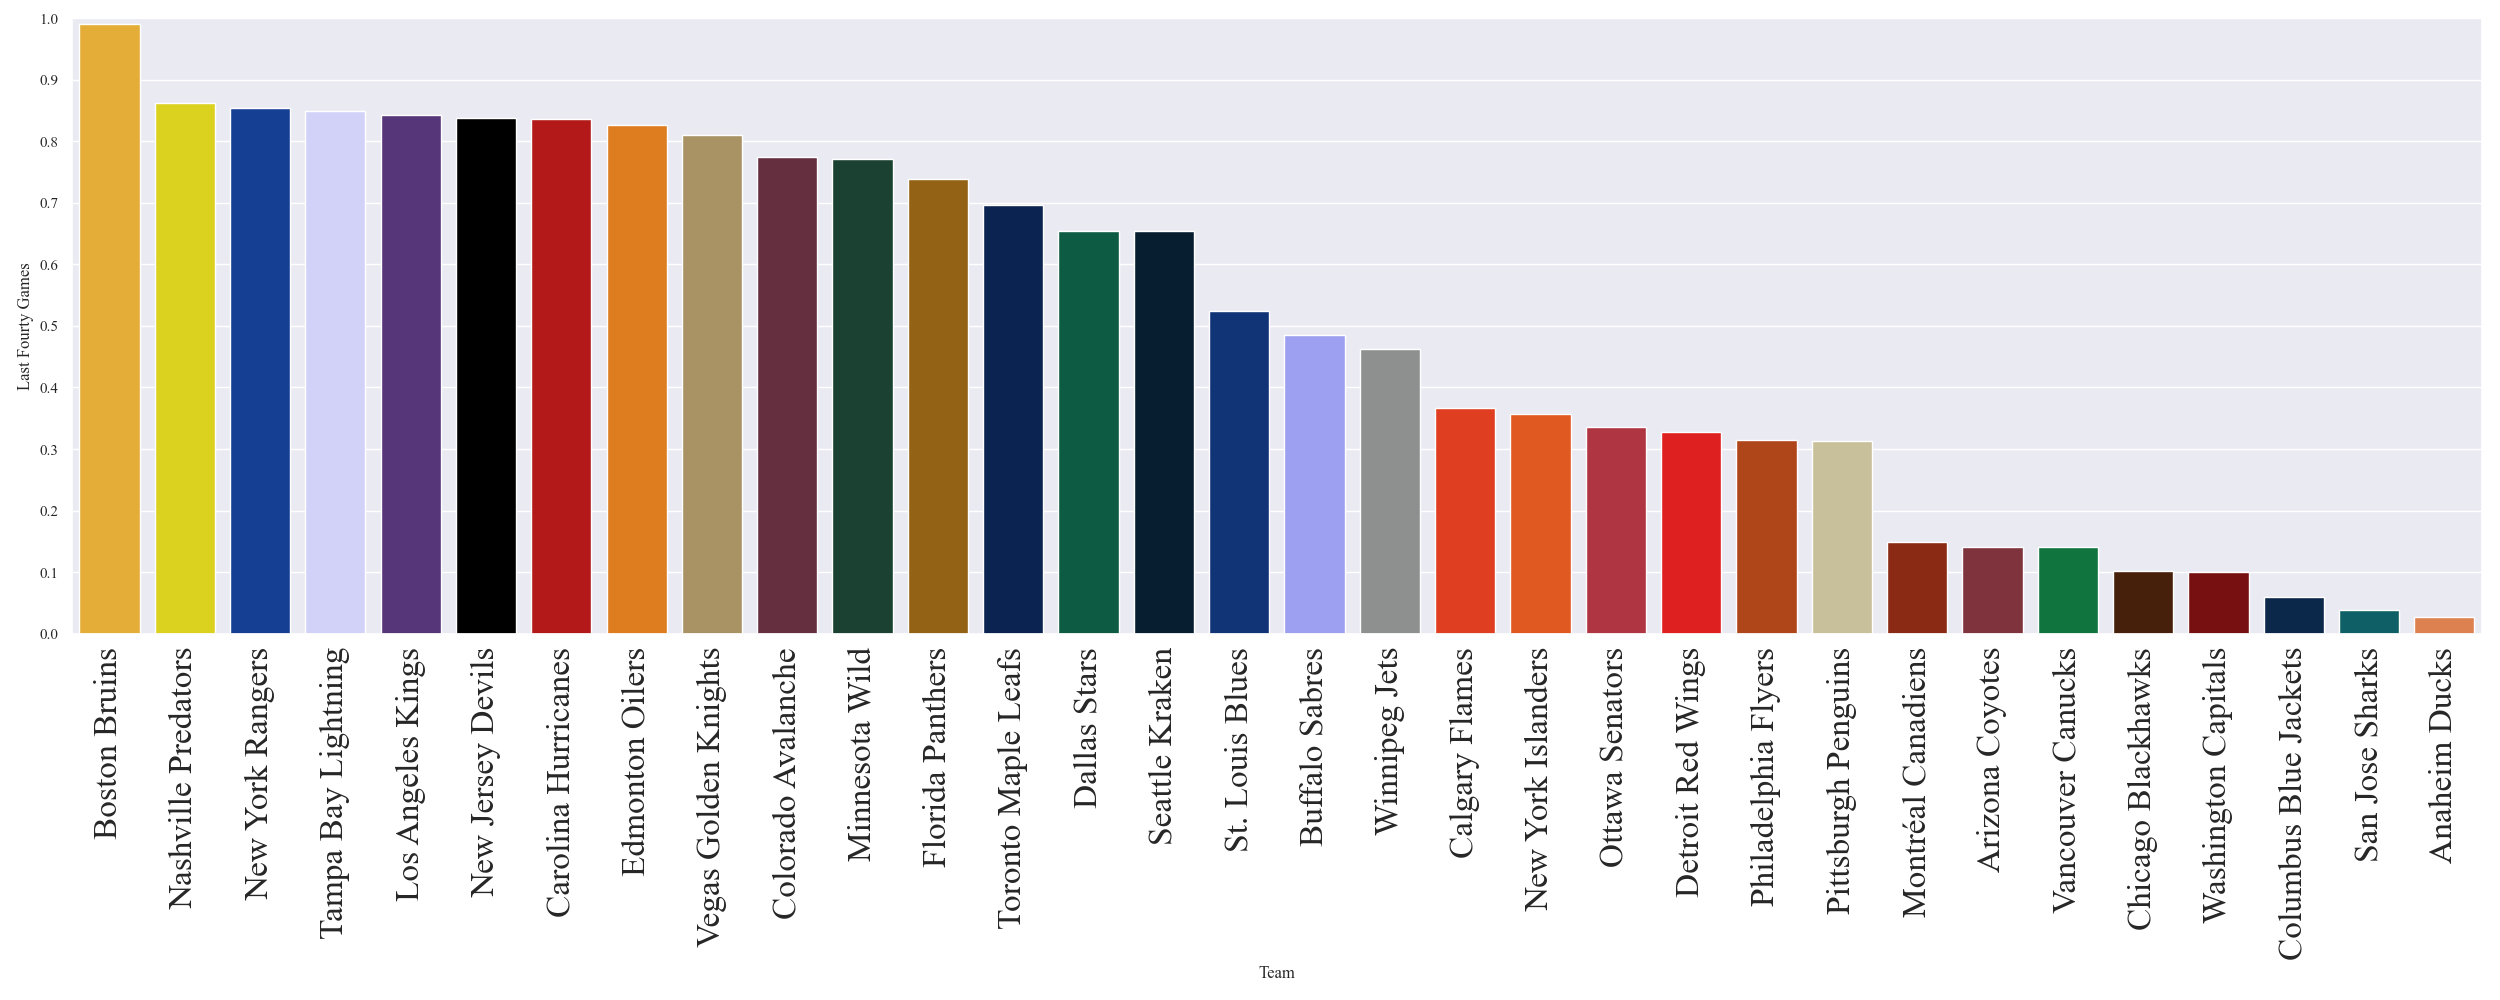 1.0
0.9
0.8
0.7
0.6
0.5
0.4
0.3
0.2
0.1
0.0
Last Fourty Games
Boston Bruins
Nashville Predators
New York Rangers
Tampa Bay Lightning
Los Angeles Kings
New Jersey Devils
Carolina Hurricanes
Edmonton Oilers
Vegas Golden Knights
Colorado Avalanche
Minnesota Wild
Florida Panthers
Toronto Maple Leafs
Dallas Stars
Seattle Kraken
St. Louis Blues
Buffalo Sabres
Winnipeg Jets
Calgary Flames
New York Islanders
Ottawa Senators
Detroit Red Wings
Philadelphia Flyers
Pittsburgh Penguins
Montréal Canadiens
Arizona Coyotes
Vancouver Canucks
Chicago Blackhawks
Washington Capitals
Columbus Blue Jackets
San Jose Sharks
Anaheim Ducks
Team